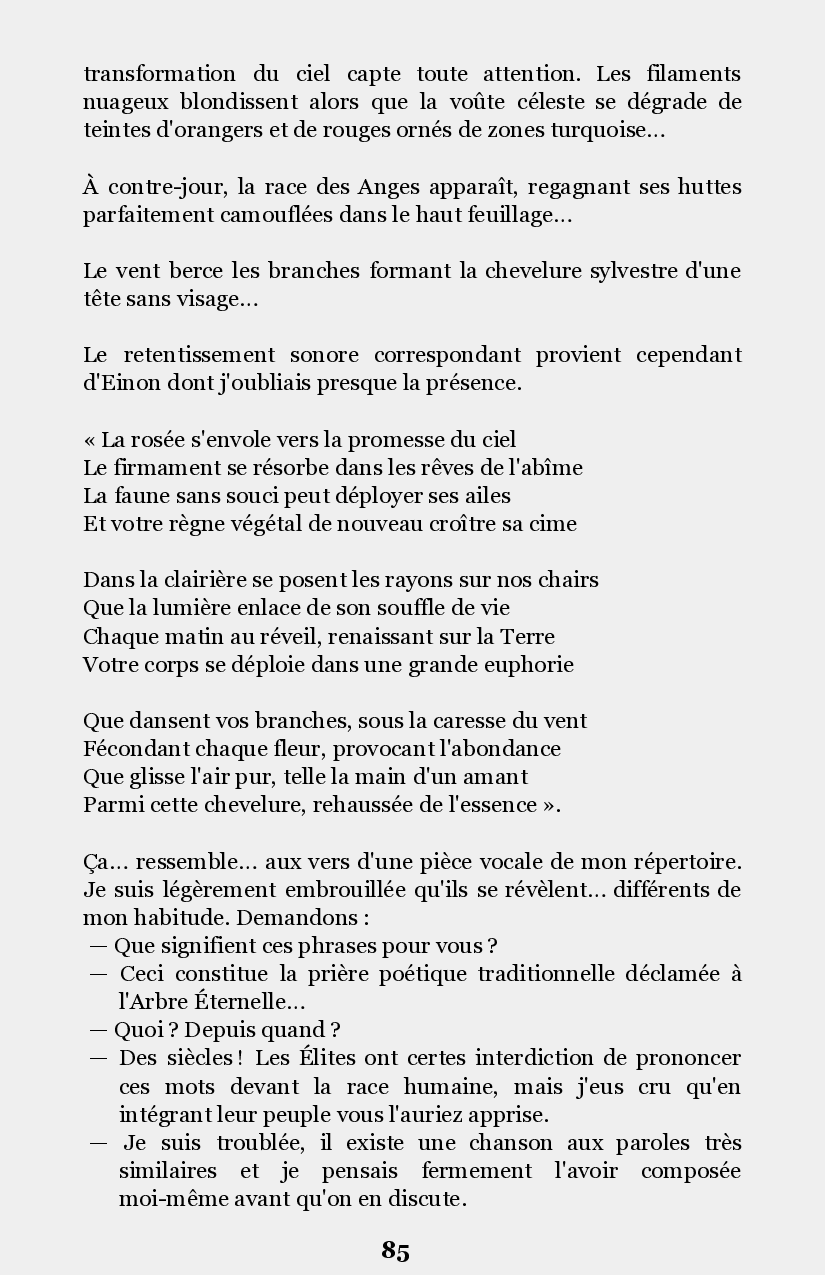 transformation du ciel capte toute attention. Les filaments
nuageux blondissent alors que la voûte céleste se dégrade de
teintes d'orangers et de rouges ornés de zones turquoise...
À contre-jour, la race des Anges apparaît, regagnant ses huttes
parfaitement camouflées dans le haut feuillage...
Le vent berce les branches formant la chevelure sylvestre d'une
tête sans visage...
Le retentissement sonore correspondant provient cependant
d'Einon dont j'oubliais presque la présence.
« La rosée s'envole vers la promesse du ciel
Le firmament se résorbe dans les rêves de l'abîme
La faune sans souci peut déployer ses ailes
Et votre règne végétal de nouveau croître sa cime
Dans la clairière se posent les rayons sur nos chairs
Que la lumière enlace de son souffle de vie
Chaque matin au réveil, renaissant sur la Terre
Votre corps se déploie dans une grande euphorie
Que dansent vos branches, sous la caresse du vent
Fécondant chaque fleur, provocant l'abondance
Que glisse l'air pur, telle la main d'un amant
Parmi cette chevelure, rehaussée de l'essence ».
Ça... ressemble... aux vers d'une pièce vocale de mon répertoire.
Je suis légèrement embrouillée qu'ils se révèlent... différents de
mon habitude. Demandons :
— Que signifient ces phrases pour vous ?
— Ceci constitue la prière poétique traditionnelle déclamée à
l'Arbre Éternelle...
— Quoi ? Depuis quand ?
— Des siècles ! Les Élites ont certes interdiction de prononcer
ces mots devant la race humaine, mais j'eus cru qu'en
intégrant leur peuple vous l'auriez apprise.
— Je suis troublée, il existe une chanson aux paroles très
similaires et je pensais fermement l'avoir composée
moi-même avant qu'on en discute.
85